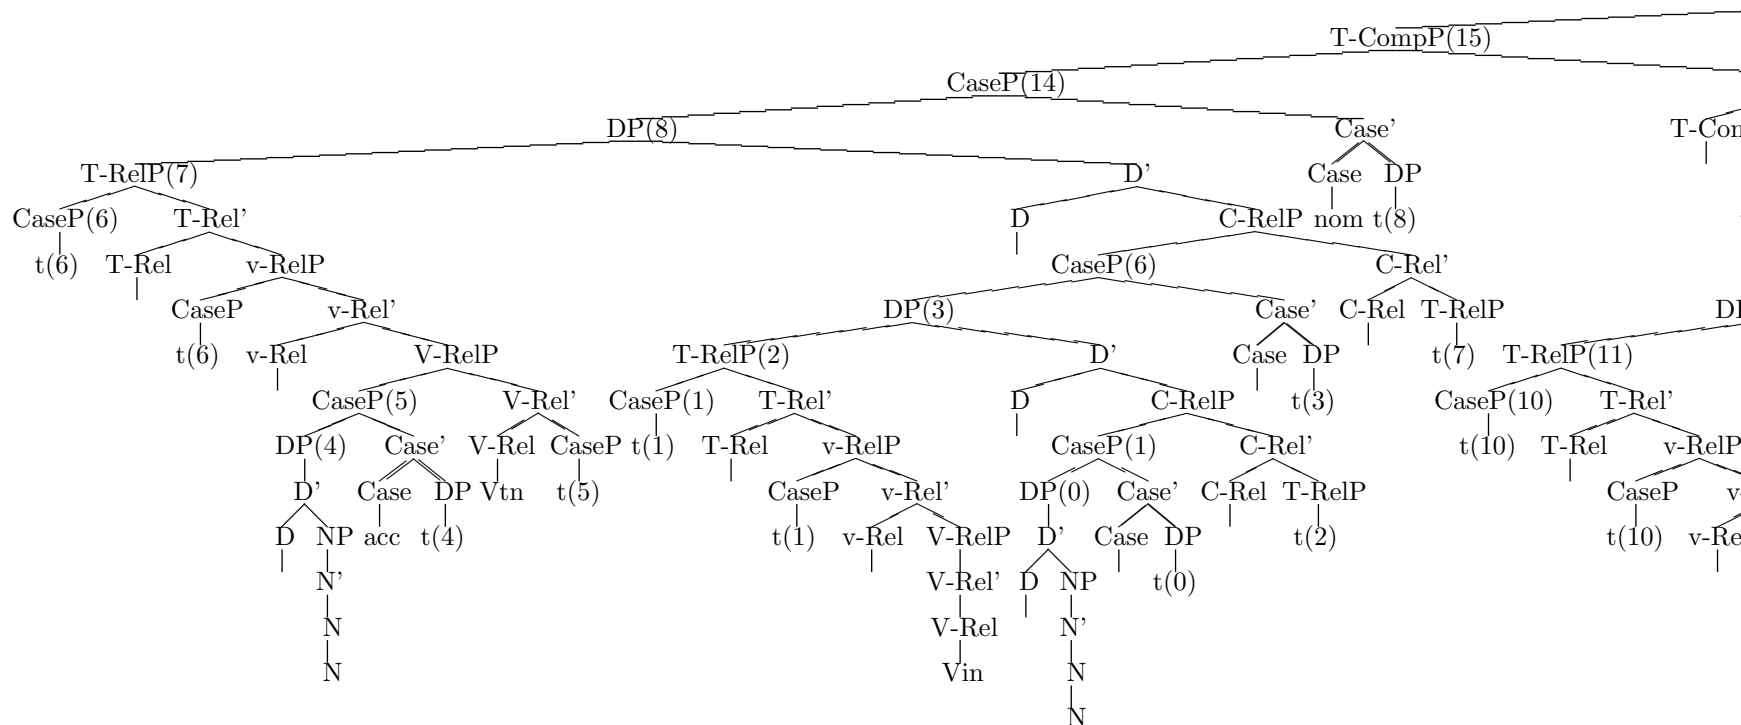 T-CompP(15)
CaseP(14)
DP(8) Case’
T-RelP(7) D’ Case DP
CaseP(6) T-Rel’ D C-RelP nom t(8)
t(6) T-Rel v-RelP CaseP(6) C-Rel’
CaseP v-Rel’ DP(3) Case’ C-Rel T-RelP
t(6) v-Rel V-RelP T-RelP(2) D’ Case DP t(7) T-RelP(11)
CaseP(5) V-Rel’ CaseP(1) T-Rel’ D C-RelP t(3) CaseP(10) T-Rel’
DP(4) Case’ V-Rel CaseP t(1) T-Rel v-RelP CaseP(1) C-Rel’ t(10) T-Rel v-RelP
D’ Case DP Vtn t(5) CaseP v-Rel’ DP(0) Case’ C-Rel T-RelP CaseP
D NP acc t(4) t(1) v-Rel V-RelP D’ Case DP t(2) t(10)
N’ V-Rel’ D NP t(0)
N V-Rel N’
N Vin N
N